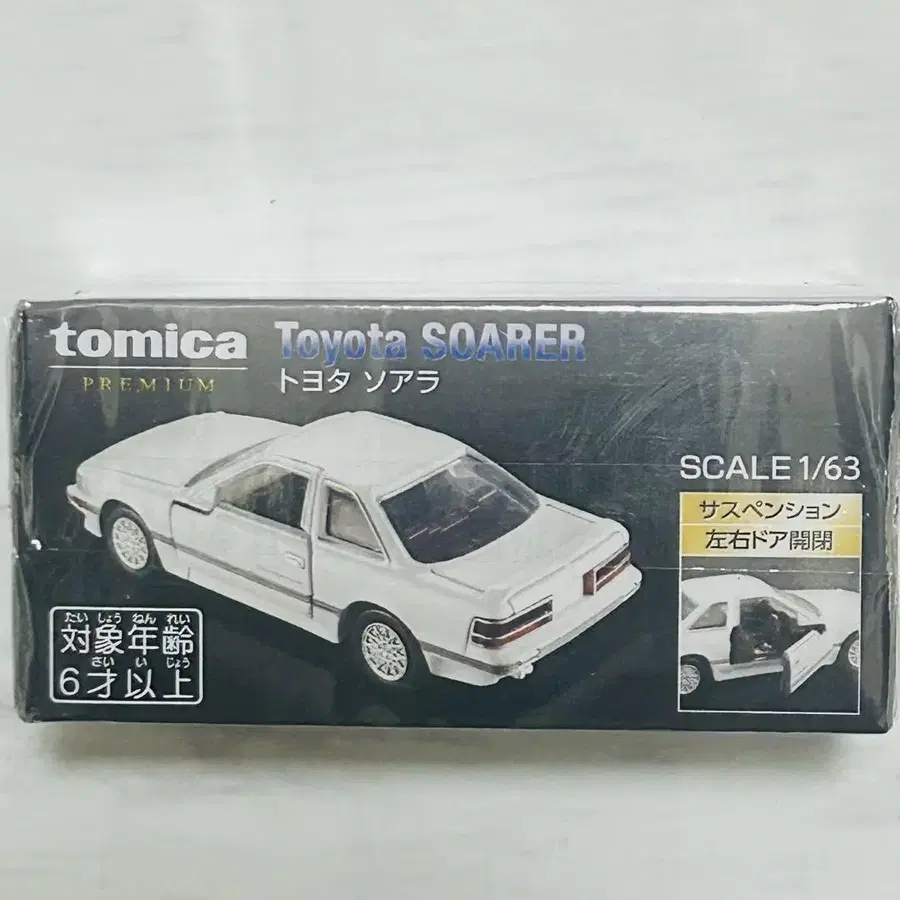 tomica
PREMIUM
Toyota SOARER
トヨタ ソアラ
SCALE 1/63
サスペンション
左右ドア開閉
たい しょう ねん れい
対象年齢
さい い じょう
6才以上